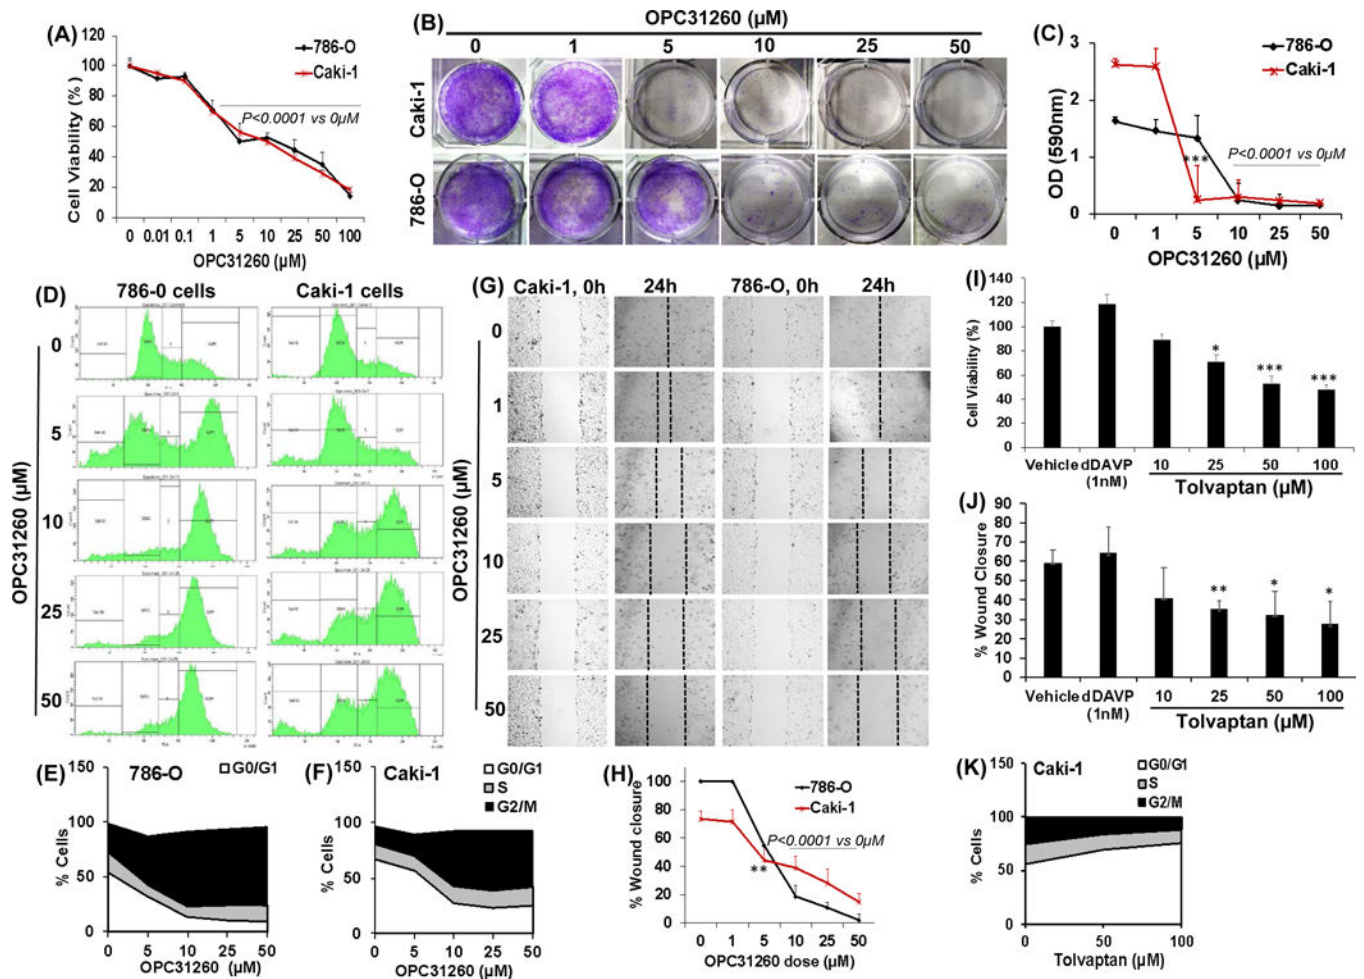 OPC31260 (µM)
(A)
120
100
80
60
40
20
0
Cell Viability (%)
786-O
Caki-1
P<0.0001 vs 0µM
0 0.01 0.1 1 5 10 25 50 100
OPC31260 (µM)
(B)
0 1 5 10 25 50
Caki-1
786-O
(C)
3
2
1
0
OD (590nm)
786-O
Caki-1
***
P<0.0001 vs 0µM
0 1 5 10 25 50
OPC31260 (µM)
(D)
786-0 cells
Caki-1 cells
0
5
10
25
50
OPC31260 (µM)
(G)
Caki-1, 0h
24h
786-O, 0h
24h
0
1
5
10
25
50
OPC31260 (µM)
(I)
140
120
100
80
60
40
20
0
Cell Viability (%)
*
***
***
Vehicle dDAVP 10 25 50 100
(1nM)
Tolvaptan (µM)
(J)
90
80
70
60
50
40
30
20
10
0
% Wound Closure
**
*
*
Vehicle dDAVP 10 25 50 100
(1nM)
Tolvaptan (µM)
(E)
786-O
G0/G1
S
G2/M
150
100
50
0
% Cells
0 5 10 25 50
OPC31260 (µM)
(F)
Caki-1
150
100
50
0
% Cells
0 5 10 25 50
OPC31260 (µM)
(H)
100
80
60
40
20
0
% Wound closure
786-O
Caki-1
P<0.0001 vs 0µM
**
0 1 5 10 25 50
OPC31260 dose (µM)
(K)
Caki-1
G0/G1
S
G2/M
150
100
50
0
% Cells
0 50 100
Tolvaptan (µM)